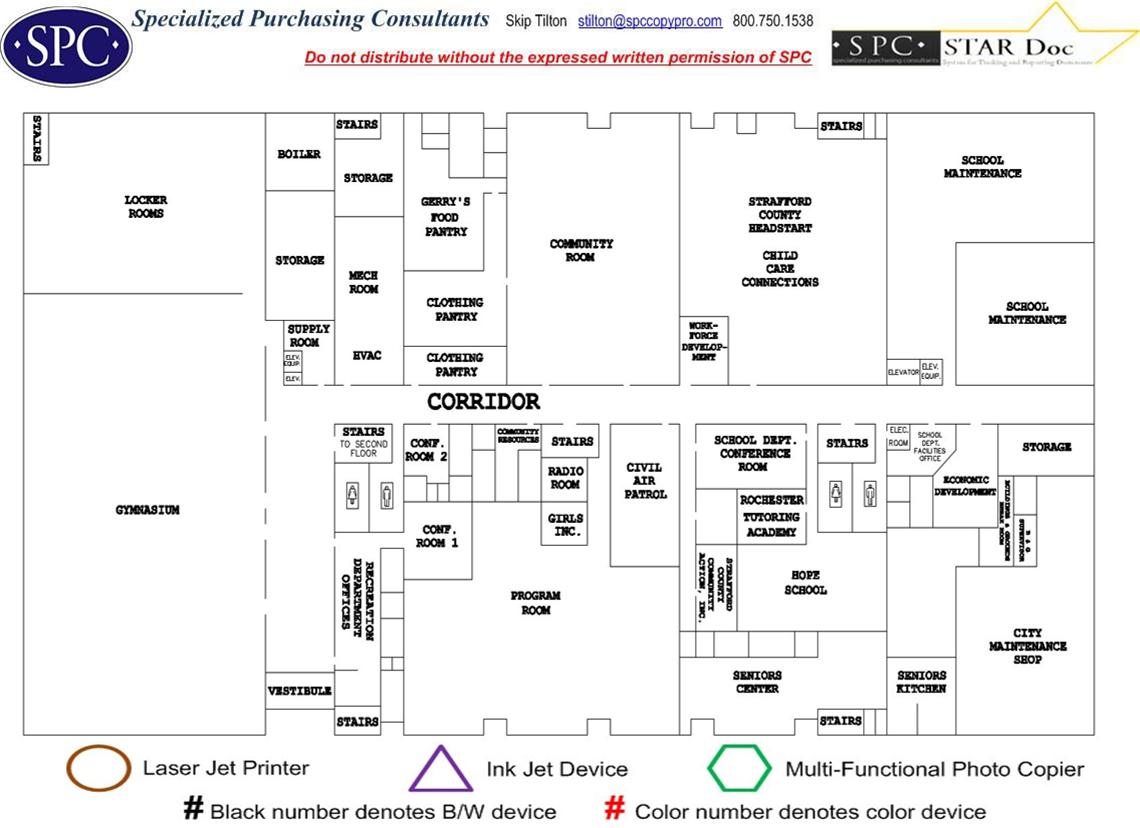 SPC
Specialized Purchasing Consultants Skip Tilton stilton@spccopypro.com 800.750.1538
Do not distribute without the expressed written permission of SPC
· SPC · STAR Doc
specialized purchasing consultants System for Tracking and Reporting Documents
STAIRS
LOCKER
ROOMS
BOILER
STORAGE
SUPPLY
ROOM
ELEV.
EQUIP.
ELEV.
STAIRS
STORAGE
MECH
ROOM
HVAC
GERRY'S
FOOD
PANTRY
CLOTHING
PANTRY
CLOTHING
PANTRY
COMMUNITY
ROOM
STRAFFORD
COUNTY
HEADSTART
CHILD
CARE
CONNECTIONS
WORK-
FORCE
DEVELOP-
MENT
STAIRS
SCHOOL
MAINTENANCE
SCHOOL
MAINTENANCE
ELEVATOR
ELEV.
EQUIP.
CORRIDOR
GYMNASIUM
STAIRS
TO SECOND
FLOOR
CONF.
ROOM 2
COMMUNITY
RESOURCES
STAIRS
RADIO
ROOM
GIRLS
INC.
CONF.
ROOM 1
CIVIL
AIR
PATROL
SCHOOL DEPT.
CONFERENCE
ROOM
ROCHESTER
TUTORING
ACADEMY
STAIRS
ELEC.
ROOM
SCHOOL
DEPT.
FACILITIES
OFFICE
ECONOMIC
DEVELOPMENT
STORAGE
BUILDINGS & GROUNDS
BREAK ROOM
B & G
SUPERVISOR
RECREATION
DEPARTMENT
OFFICES
PROGRAM
ROOM
STRAFFORD
COUNTY
COMMUNITY
ACTION, INC.
HOPE
SCHOOL
CITY
MAINTENANCE
SHOP
VESTIBULE
STAIRS
SENIORS
CENTER
STAIRS
SENIORS
KITCHEN
Laser Jet Printer
Ink Jet Device
Multi-Functional Photo Copier
# Black number denotes B/W device
# Color number denotes color device